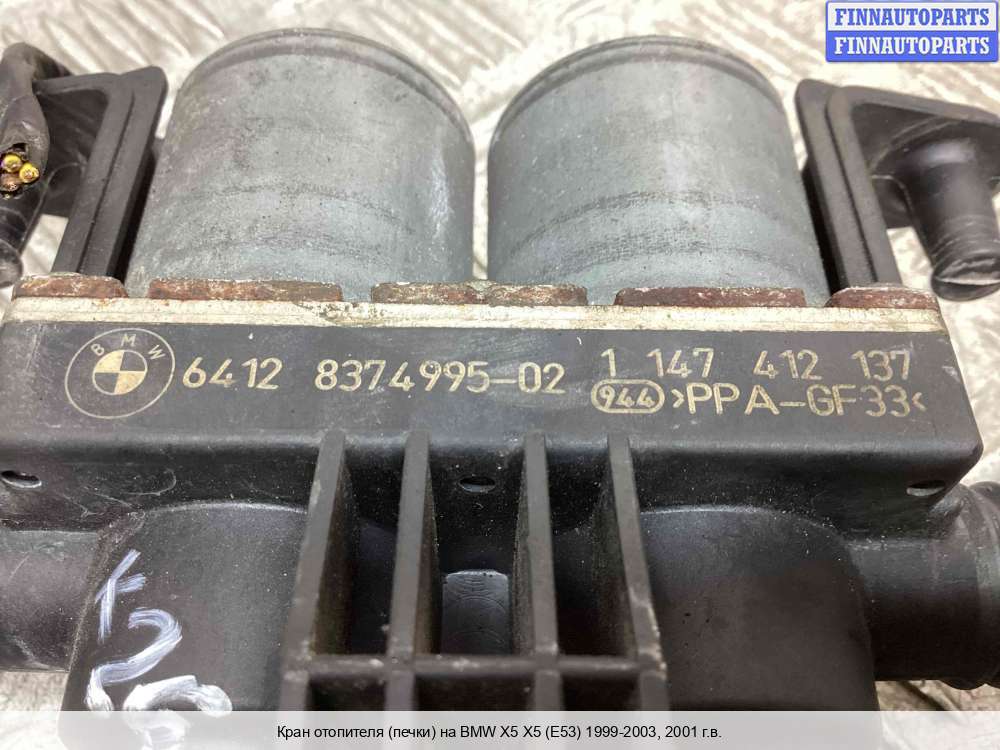 FINNAUTOPARTS
FINNAUTOPARTS
BMW 6412 8374995-02 1 147 412 137
944 >PPA-GF33<
Кран отопителя (печки) на BMW X5 X5 (E53) 1999-2003, 2001 г.в.